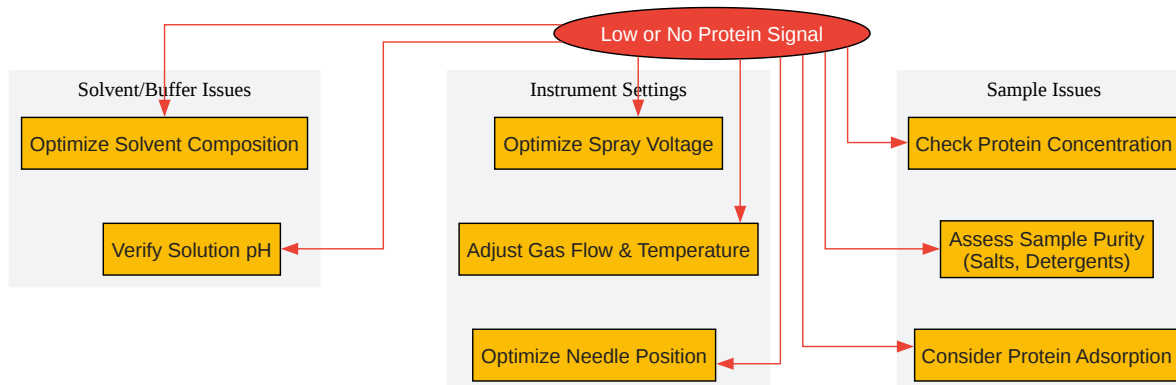 Low or No Protein Signal
Solvent/Buffer Issues
Optimize Solvent Composition
Verify Solution pH
Instrument Settings
Optimize Spray Voltage
Adjust Gas Flow & Temperature
Optimize Needle Position
Sample Issues
Check Protein Concentration
Assess Sample Purity
(Salts, Detergents)
Consider Protein Adsorption